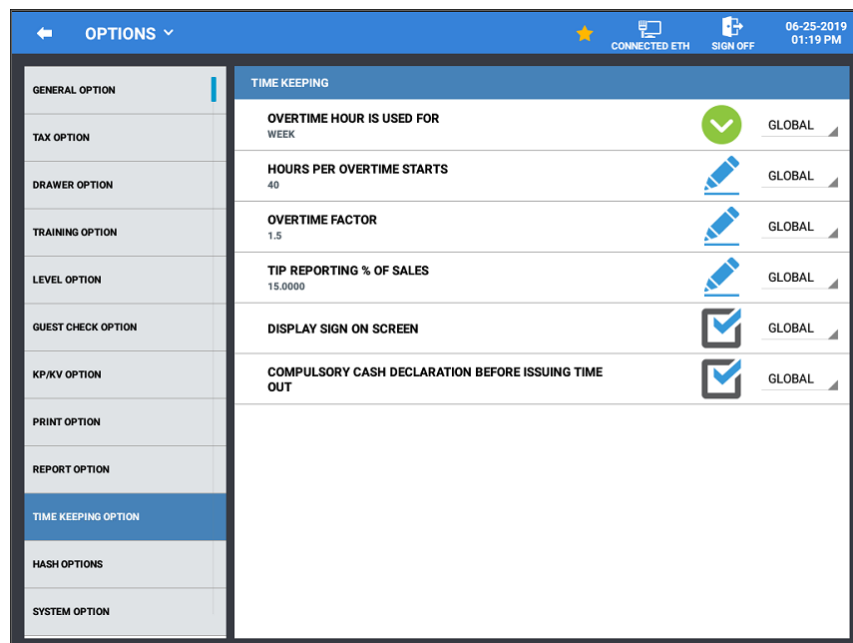 OPTIONS
CONNECTED ETH
SIGN OFF
06-25-2019
01:19 PM
GENERAL OPTION
TAX OPTION
DRAWER OPTION
TRAINING OPTION
LEVEL OPTION
GUEST CHECK OPTION
KP/KV OPTION
PRINT OPTION
REPORT OPTION
TIME KEEPING OPTION
HASH OPTIONS
SYSTEM OPTION
TIME KEEPING
OVERTIME HOUR IS USED FOR
WEEK
GLOBAL
HOURS PER OVERTIME STARTS
40
GLOBAL
OVERTIME FACTOR
1.5
GLOBAL
TIP REPORTING % OF SALES
15.0000
GLOBAL
DISPLAY SIGN ON SCREEN
GLOBAL
COMPULSORY CASH DECLARATION BEFORE ISSUING TIME
OUT
GLOBAL